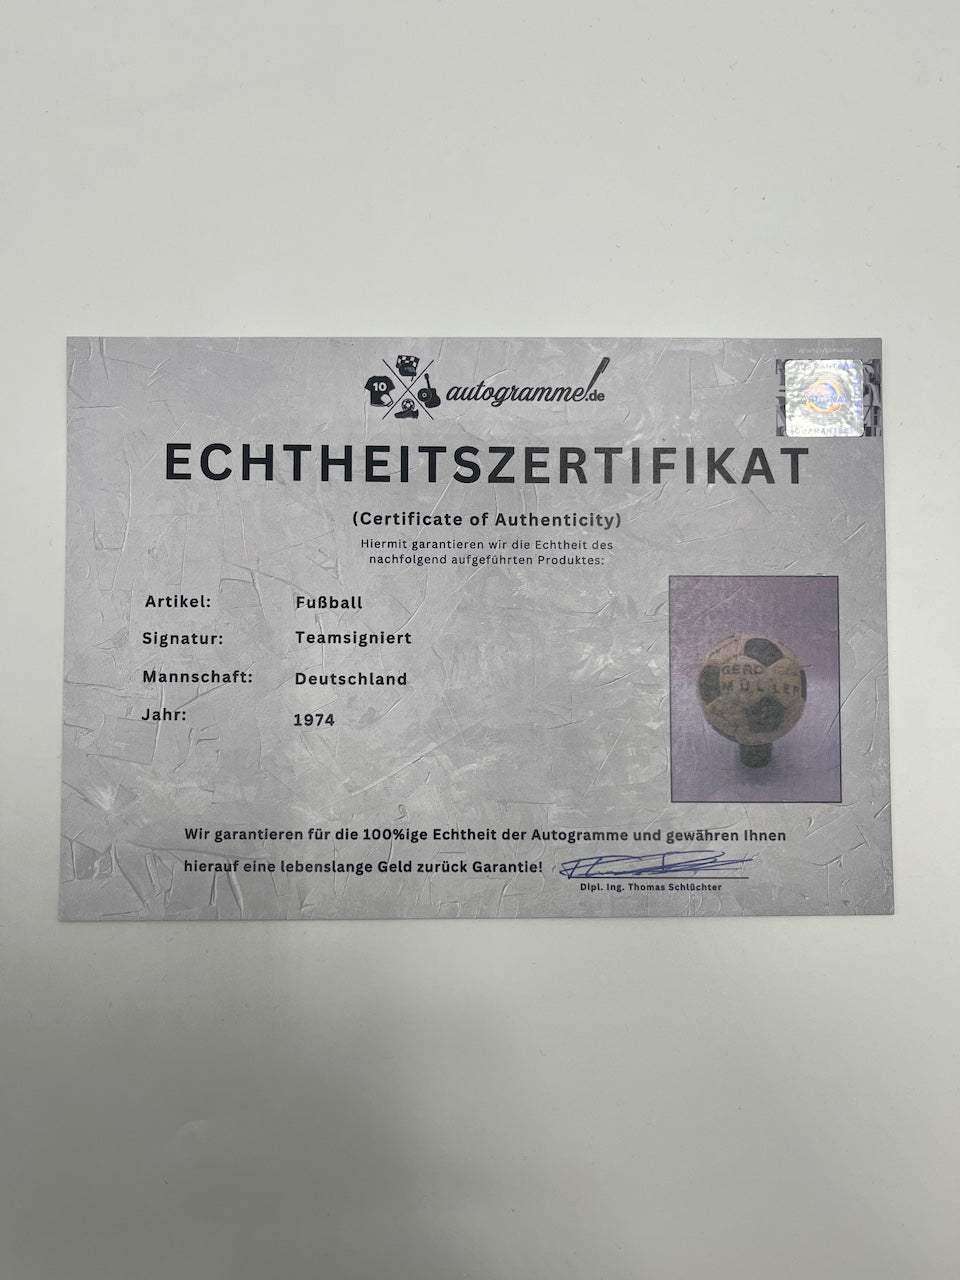 10
autogramme!.de
GUARANTEE
ECHTHEITSZERTIFIKAT
(Certificate of Authenticity)
Hiermit garantieren wir die Echtheit des
nachfolgend aufgeführten Produktes:
Artikel: Fußball
Signatur: Teamsigniert
Mannschaft: Deutschland
Jahr: 1974
GERD
MÜLLER
Wir garantieren für die 100%ige Echtheit der Autogramme und gewähren Ihnen
hierauf eine lebenslange Geld zurück Garantie!
Dipl. Ing. Thomas Schlüchter